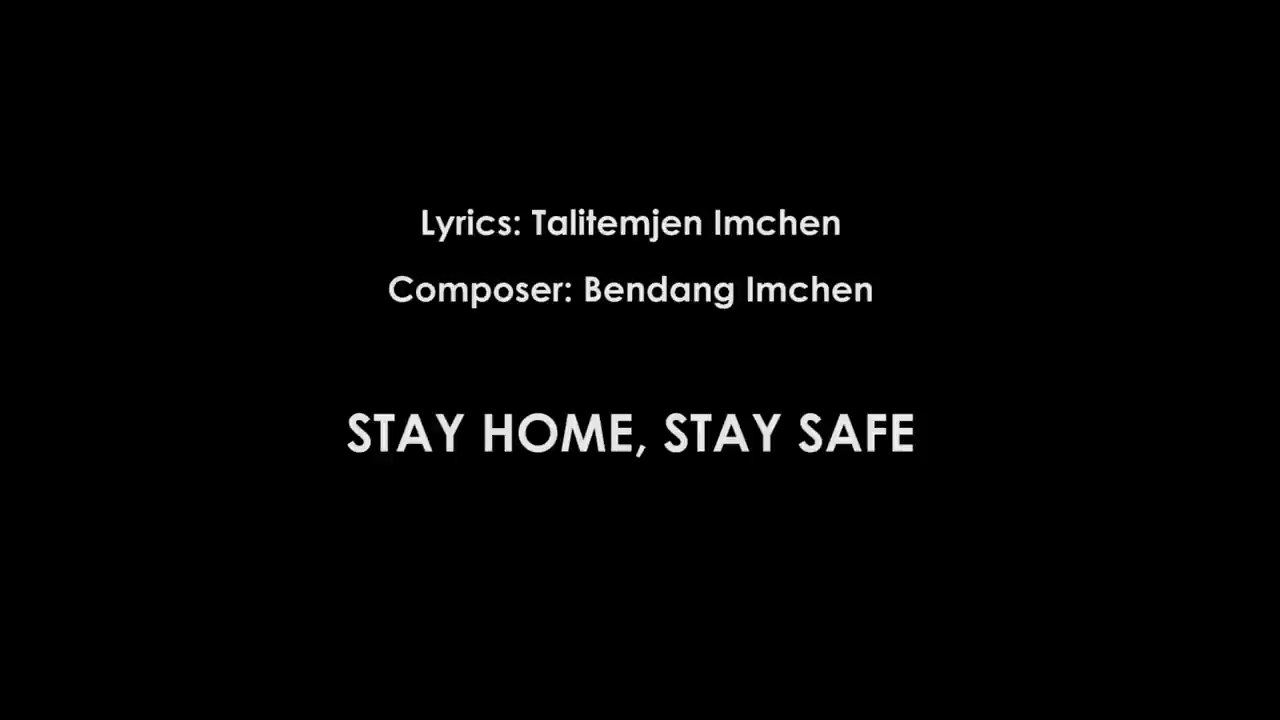 Lyrics: Talitemjen Imchen
Composer: Bendang Imchen
STAY HOME, STAY SAFE